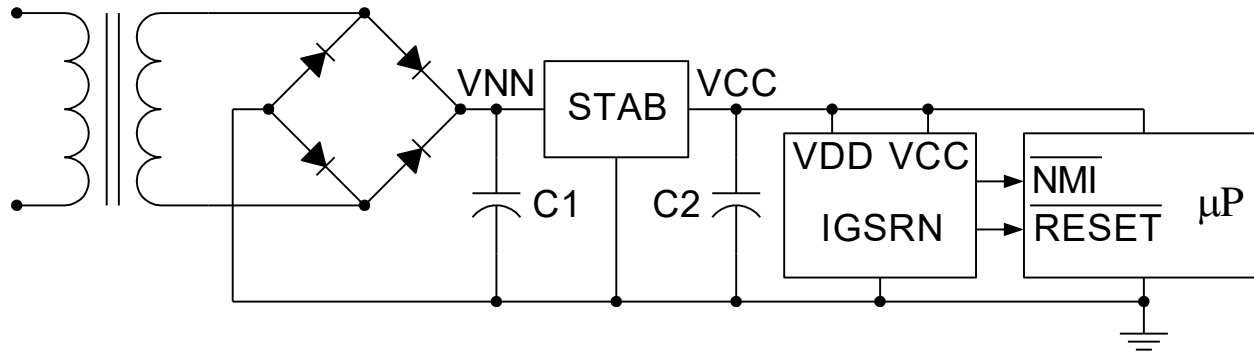 VNN
STAB
VCC
C1
C2
VDD VCC
IGSRN
NMI
RESET
μP